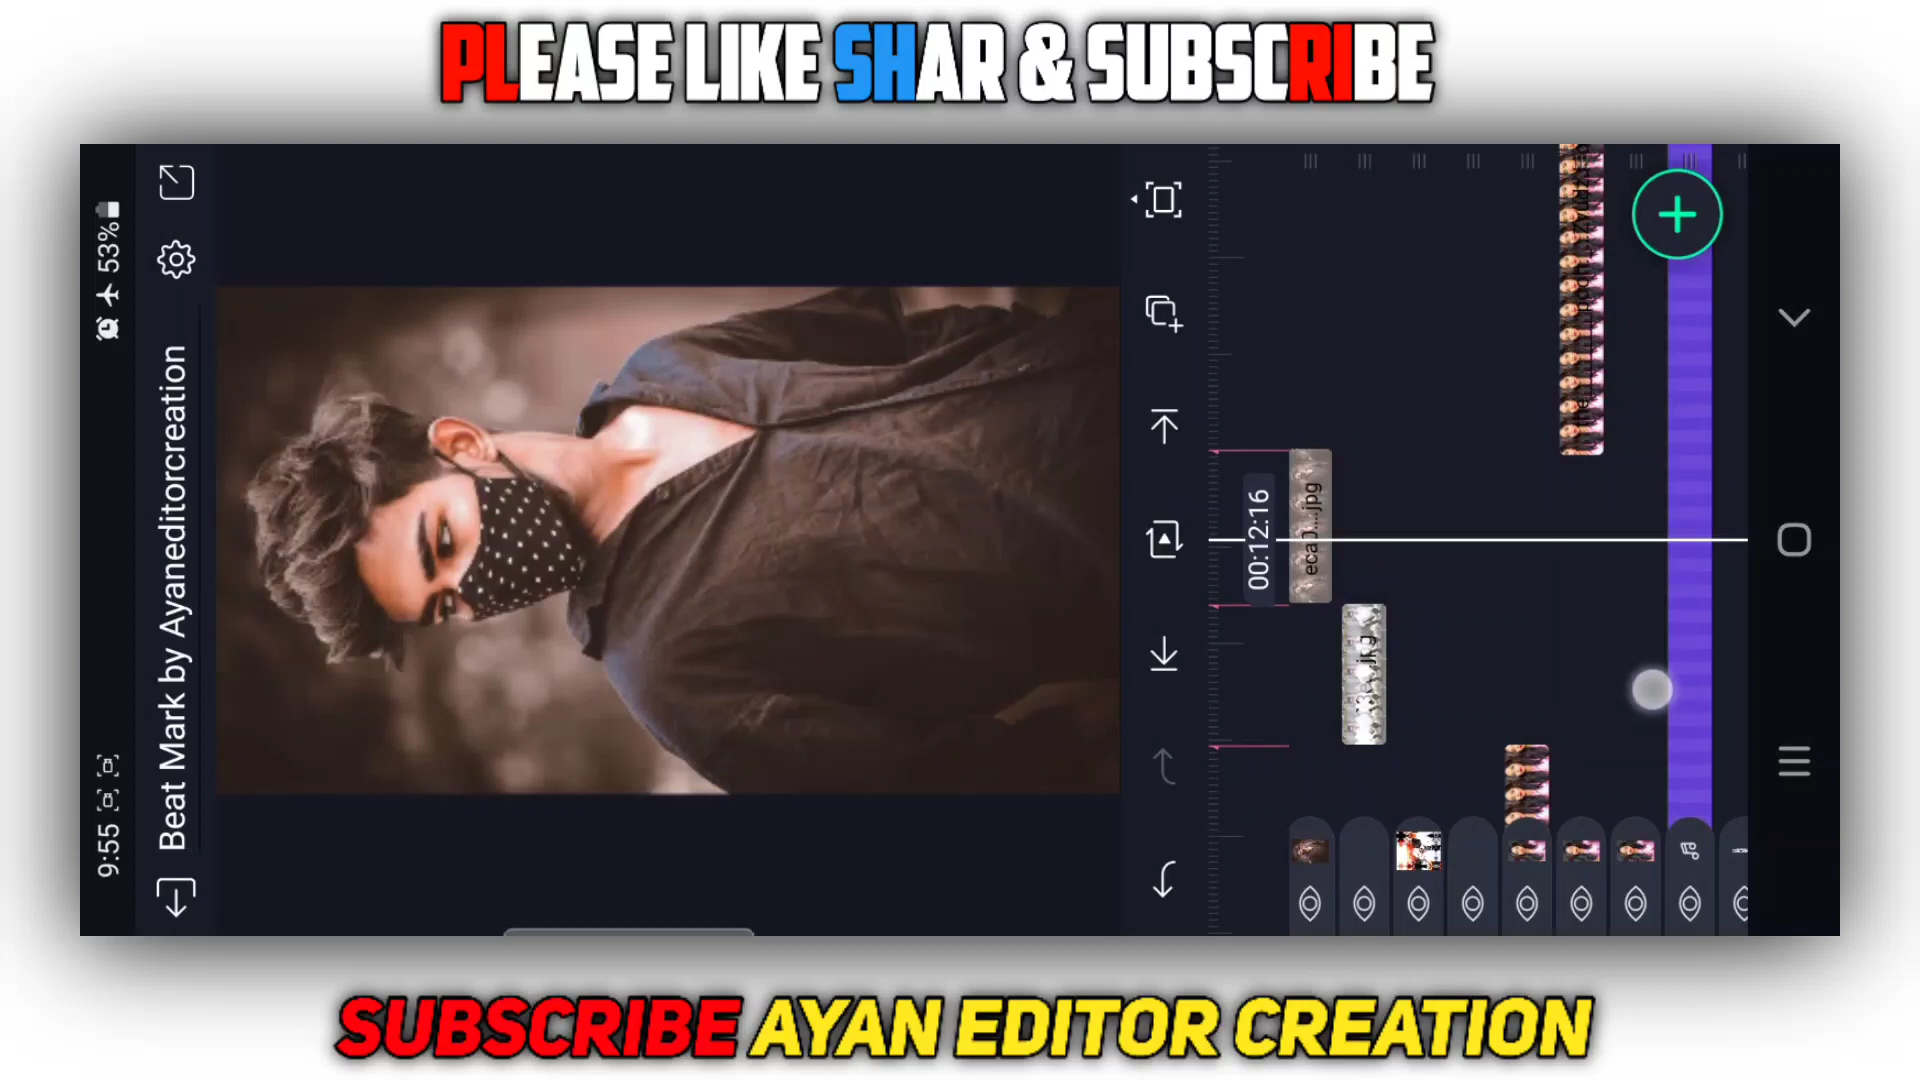 PLEASE LIKE SHAR & SUBSCRIBE
9:55
53%
Beat Mark by Ayaneditorcreation
00:12:16
eca0...jpg
SUBSCRIBE AYAN EDITOR CREATION